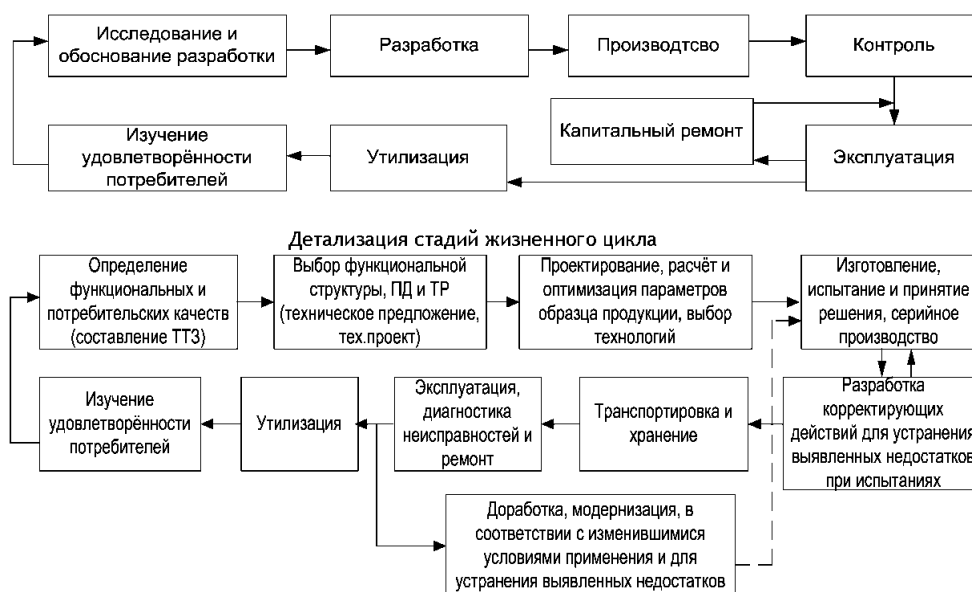 Исследование и
обоснование разработки
Разработка
Производтсво
Контроль
Капитальный ремонт
Изучение
удовлетворённости
потребителей
Утилизация
Эксплуатация
Детализация стадий жизненного цикла
Определение
функциональных и
потребительских качеств
(составление ТТЗ)
Выбор функциональной
структуры, ПД и ТР
(техническое предложение,
тех.проект)
Проектирование, расчёт и
оптимизация параметров
образца продукции, выбор
технологий
Изготовление,
испытание и принятие
решения, серийное
производство
Изучение
удовлетворённости
потребителей
Утилизация
Эксплуатация,
диагностика
неисправностей и
ремонт
Транспортировка и
хранение
Разработка
корректирующих
действий для устранения
выявленных недостатков
при испытаниях
Доработка, модернизация, в
соответствии с изменившимися
условиями применения и для
устранения выявленных недостатков